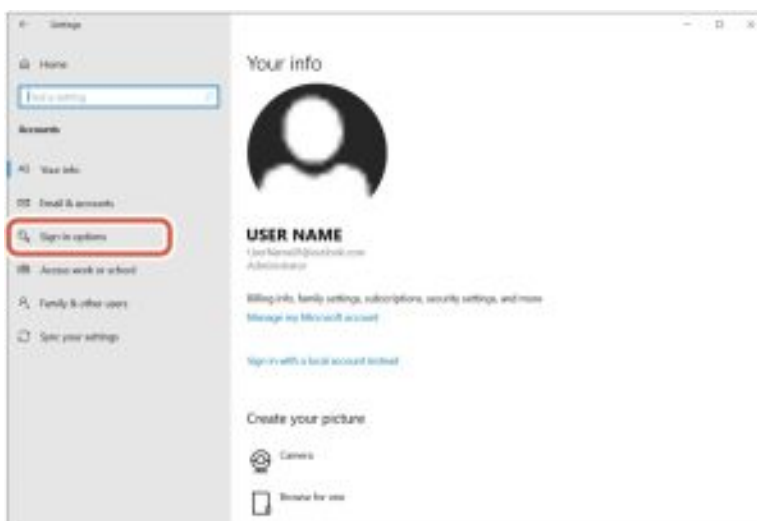 Settings
Home
Find a setting
Accounts
Your info
Email & accounts
Sign-in options
Access work or school
Family & other users
Sync your settings
Your info
USER NAME
Administrator
Billing info, family settings, subscriptions, security settings, and more
Manage my Microsoft account
Sign in with a local account instead
Create your picture
Camera
Browse for one